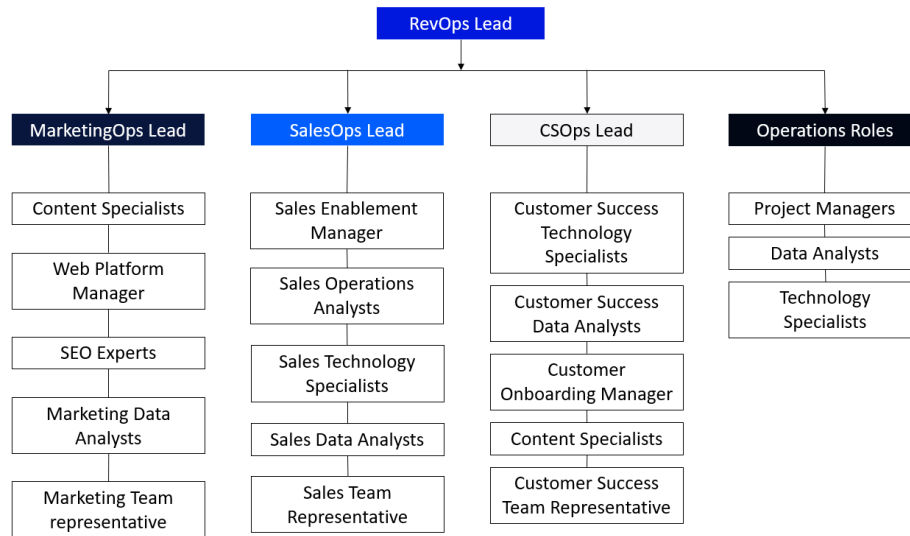 RevOps Lead
MarketingOps Lead
SalesOps Lead
CSOps Lead
Operations Roles
Content Specialists
Web Platform
Manager
SEO Experts
Marketing Data
Analysts
Marketing Team
representative
Sales Enablement
Manager
Sales Operations
Analysts
Sales Technology
Specialists
Sales Data Analysts
Sales Team
Representative
Customer Success
Technology
Specialists
Customer Success
Data Analysts
Customer
Onboarding Manager
Content Specialists
Customer Success
Team Representative
Project Managers
Data Analysts
Technology
Specialists